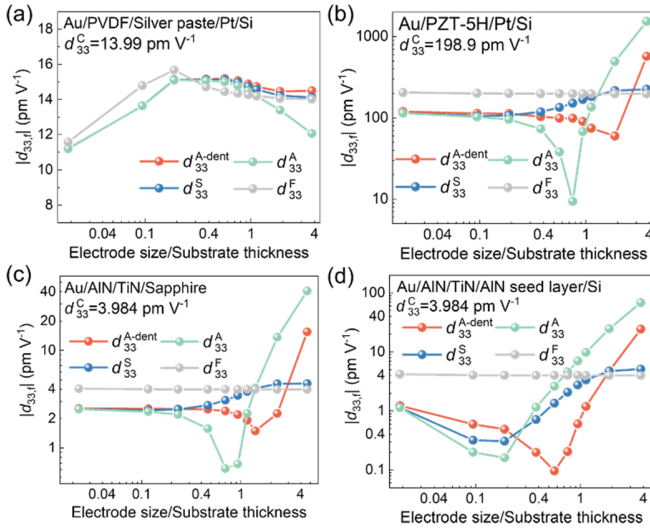 (a)
Au/PVDF/Silver paste/Pt/Si
d₃₃ᶜ=13.99 pm V⁻¹
|d₃₃,f| (pm V⁻¹)
18
16
14
12
10
8
d₃₃ᴬ⁻ᵈᵉⁿᵗ
d₃₃ᴬ
d₃₃ˢ
d₃₃ꟳ
0.04 0.1 0.4 1 4
Electrode size/Substrate thickness
(b)
Au/PZT-5H/Pt/Si
d₃₃ᶜ=198.9 pm V⁻¹
|d₃₃,f| (pm V⁻¹)
1000
100
10
d₃₃ᴬ⁻ᵈᵉⁿᵗ
d₃₃ᴬ
d₃₃ˢ
d₃₃ꟳ
0.04 0.1 0.4 1 4
Electrode size/Substrate thickness
(c)
Au/AlN/TiN/Sapphire
d₃₃ᶜ=3.984 pm V⁻¹
|d₃₃,f| (pm V⁻¹)
40
10
4
1
d₃₃ᴬ⁻ᵈᵉⁿᵗ
d₃₃ᴬ
d₃₃ˢ
d₃₃ꟳ
0.04 0.1 0.4 1 4
Electrode size/Substrate thickness
(d)
Au/AlN/TiN/AlN seed layer/Si
d₃₃ᶜ=3.984 pm V⁻¹
|d₃₃,f| (pm V⁻¹)
100
40
10
4
1
0.4
0.1
d₃₃ᴬ⁻ᵈᵉⁿᵗ
d₃₃ᴬ
d₃₃ˢ
d₃₃ꟳ
0.04 0.1 0.4 1 4
Electrode size/Substrate thickness